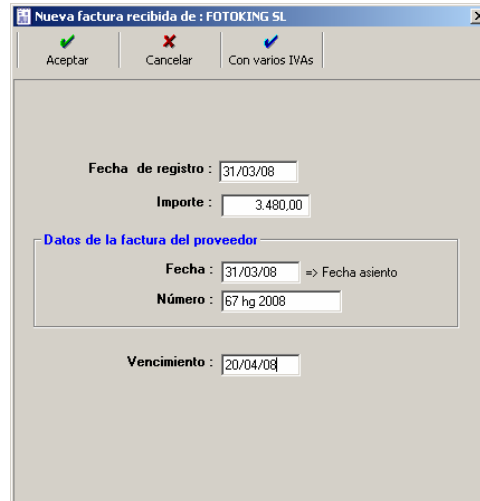 Nueva factura recibida de : FOTOKING SL
Aceptar Cancelar Con varios IVAs
Fecha de registro : 31/03/08
Importe : 3.480,00
Datos de la factura del proveedor
Fecha : 31/03/08 => Fecha asiento
Número : 67 hg 2008
Vencimiento : 20/04/08